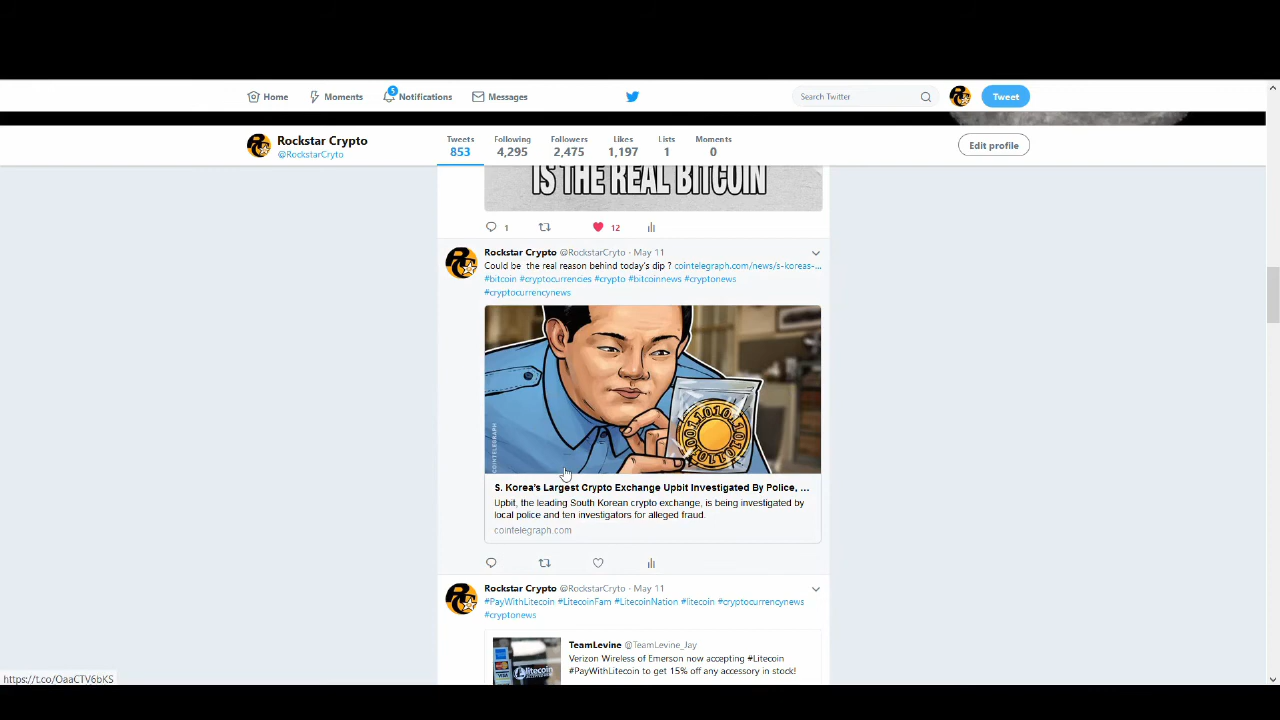 Home Moments 5 Notifications Messages Search Twitter Tweet
Rockstar Crypto
@RockstarCryto
Tweets Following Followers Likes Lists Moments
853 4,295 2,475 1,197 1 0
Edit profile
IS THE REAL BITCOIN
1 12
Rockstar Crypto @RockstarCryto · May 11
Could be the real reason behind today's dip ? cointelegraph.com/news/s-koreas-...
#bitcoin #cryptocurrencies #crypto #bitcoinnews #cryptonews
#cryptocurrencynews
COINTELEGRAPH
S. Korea's Largest Crypto Exchange Upbit Investigated By Police, ...
Upbit, the leading South Korean crypto exchange, is being investigated by
local police and ten investigators for alleged fraud.
cointelegraph.com
Rockstar Crypto @RockstarCryto · May 11
#PayWithLitecoin #LitecoinFam #LitecoinNation #litecoin #cryptocurrencynews
#cryptonews
TeamLevine @TeamLevine_Jay
Verizon Wireless of Emerson now accepting #Litecoin
#PayWithLitecoin to get 15% off any accessory in stock!
litecoin
https://t.co/OaaCTV6bKS